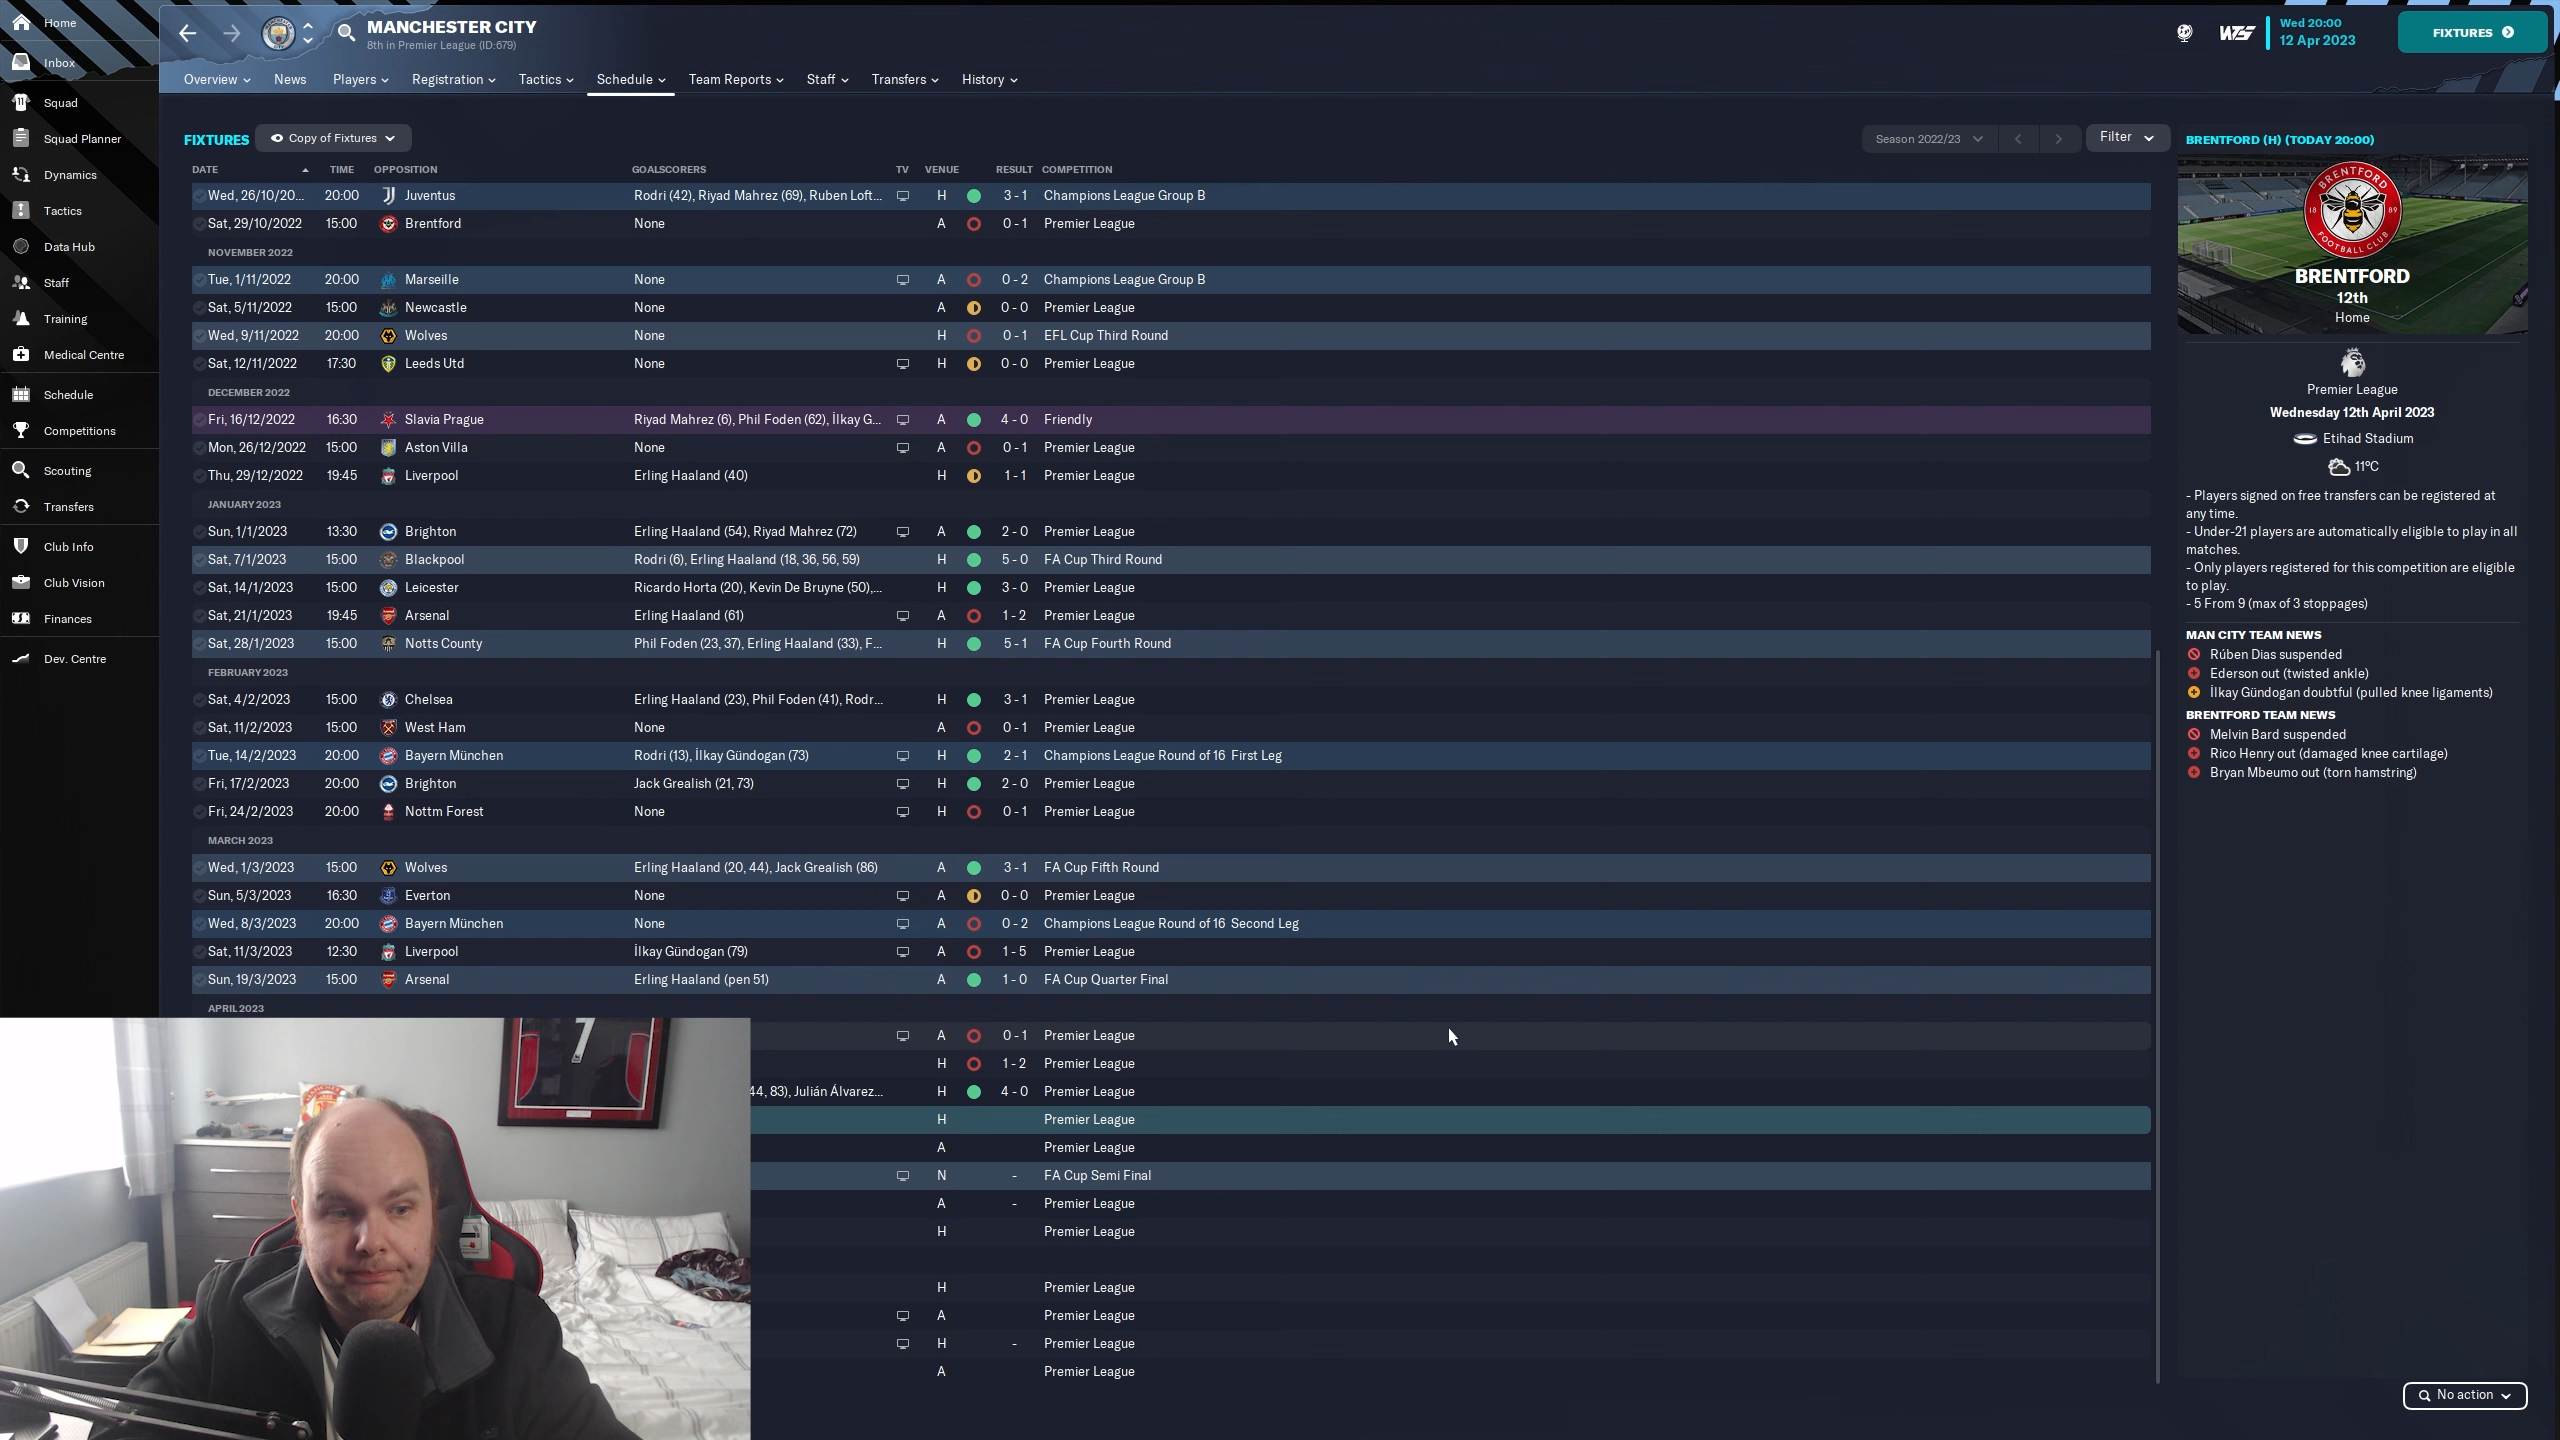 Home
Inbox
Squad
Squad Planner
Dynamics
Tactics
Data Hub
Staff
Training
Medical Centre
Schedule
Competitions
Scouting
Transfers
Club Info
Club Vision
Finances
Dev. Centre
MANCHESTER CITY
8th in Premier League (ID:679)
Wed 20:00
12 Apr 2023
FIXTURES
Overview News Players Registration Tactics Schedule Team Reports Staff Transfers History
FIXTURES Copy of Fixtures Season 2022/23 Filter
DATE TIME OPPOSITION GOALSCORERS TV VENUE RESULT COMPETITION
Wed, 26/10/20... 20:00 Juventus Rodri (42), Riyad Mahrez (69), Ruben Loft... H 3 - 1 Champions League Group B
Sat, 29/10/2022 15:00 Brentford None A 0 - 1 Premier League
NOVEMBER 2022
Tue, 1/11/2022 20:00 Marseille None A 0 - 2 Champions League Group B
Sat, 5/11/2022 15:00 Newcastle None A 0 - 0 Premier League
Wed, 9/11/2022 20:00 Wolves None H 0 - 1 EFL Cup Third Round
Sat, 12/11/2022 17:30 Leeds Utd None H 0 - 0 Premier League
DECEMBER 2022
Fri, 16/12/2022 16:30 Slavia Prague Riyad Mahrez (6), Phil Foden (62), İlkay G... A 4 - 0 Friendly
Mon, 26/12/2022 15:00 Aston Villa None A 0 - 1 Premier League
Thu, 29/12/2022 19:45 Liverpool Erling Haaland (40) H 1 - 1 Premier League
JANUARY 2023
Sun, 1/1/2023 13:30 Brighton Erling Haaland (54), Riyad Mahrez (72) A 2 - 0 Premier League
Sat, 7/1/2023 15:00 Blackpool Rodri (6), Erling Haaland (18, 36, 56, 59) H 5 - 0 FA Cup Third Round
Sat, 14/1/2023 15:00 Leicester Ricardo Horta (20), Kevin De Bruyne (50),... H 3 - 0 Premier League
Sat, 21/1/2023 19:45 Arsenal Erling Haaland (61) A 1 - 2 Premier League
Sat, 28/1/2023 15:00 Notts County Phil Foden (23, 37), Erling Haaland (33), F... H 5 - 1 FA Cup Fourth Round
FEBRUARY 2023
Sat, 4/2/2023 15:00 Chelsea Erling Haaland (23), Phil Foden (41), Rodr... H 3 - 1 Premier League
Sat, 11/2/2023 15:00 West Ham None A 0 - 1 Premier League
Tue, 14/2/2023 20:00 Bayern München Rodri (13), İlkay Gündogan (73) H 2 - 1 Champions League Round of 16 First Leg
Fri, 17/2/2023 20:00 Brighton Jack Grealish (21, 73) H 2 - 0 Premier League
Fri, 24/2/2023 20:00 Nottm Forest None H 0 - 1 Premier League
MARCH 2023
Wed, 1/3/2023 15:00 Wolves Erling Haaland (20, 44), Jack Grealish (86) A 3 - 1 FA Cup Fifth Round
Sun, 5/3/2023 16:30 Everton None A 0 - 0 Premier League
Wed, 8/3/2023 20:00 Bayern München None A 0 - 2 Champions League Round of 16 Second Leg
Sat, 11/3/2023 12:30 Liverpool İlkay Gündogan (79) A 1 - 5 Premier League
Sun, 19/3/2023 15:00 Arsenal Erling Haaland (pen 51) A 1 - 0 FA Cup Quarter Final
APRIL 2023
A 0 - 1 Premier League
H 1 - 2 Premier League
44, 83), Julián Álvarez... H 4 - 0 Premier League
H Premier League
A Premier League
N - FA Cup Semi Final
A - Premier League
H Premier League
H Premier League
A Premier League
H - Premier League
A Premier League
7
BRENTFORD (H) (TODAY 20:00)
BRENTFORD
18 89
FOOTBALL CLUB
BRENTFORD
12th
Home
Premier League
Wednesday 12th April 2023
Etihad Stadium
11°C
- Players signed on free transfers can be registered at
any time.
- Under-21 players are automatically eligible to play in all
matches.
- Only players registered for this competition are eligible
to play.
- 5 From 9 (max of 3 stoppages)
MAN CITY TEAM NEWS
Rúben Dias suspended
Ederson out (twisted ankle)
İlkay Gündogan doubtful (pulled knee ligaments)
BRENTFORD TEAM NEWS
Melvin Bard suspended
Rico Henry out (damaged knee cartilage)
Bryan Mbeumo out (torn hamstring)
No action